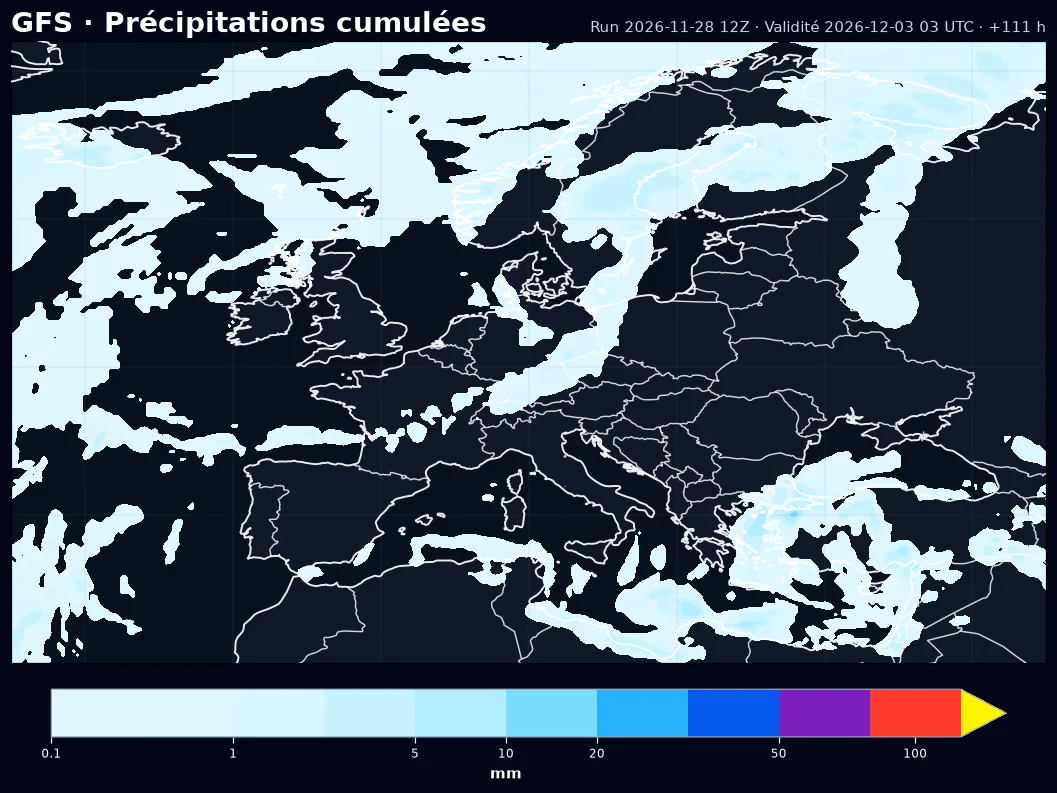 GFS · Précipitations cumulées
Run 2026-11-28 12Z · Validité 2026-12-03 03 UTC · +111 h
0.1 1 5 10 20 50 100
mm